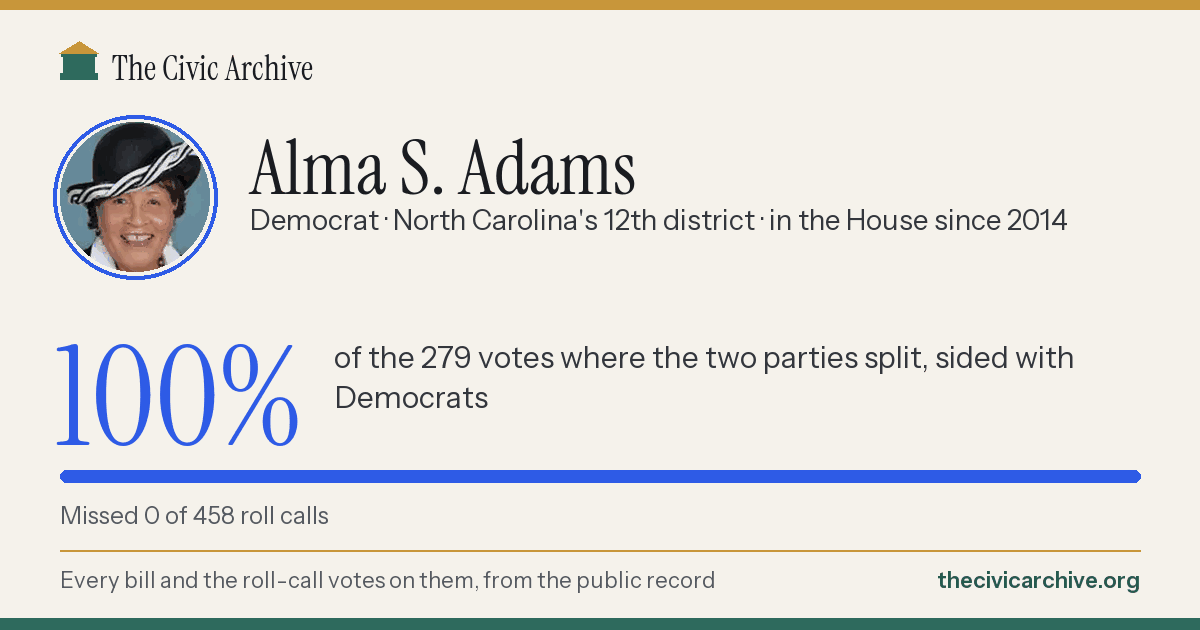 The Civic Archive
Alma S. Adams
Democrat · North Carolina's 12th district · in the House since 2014
100%
of the 279 votes where the two parties split, sided with
Democrats
Missed 0 of 458 roll calls
Every bill and the roll-call votes on them, from the public record
thecivicarchive.org